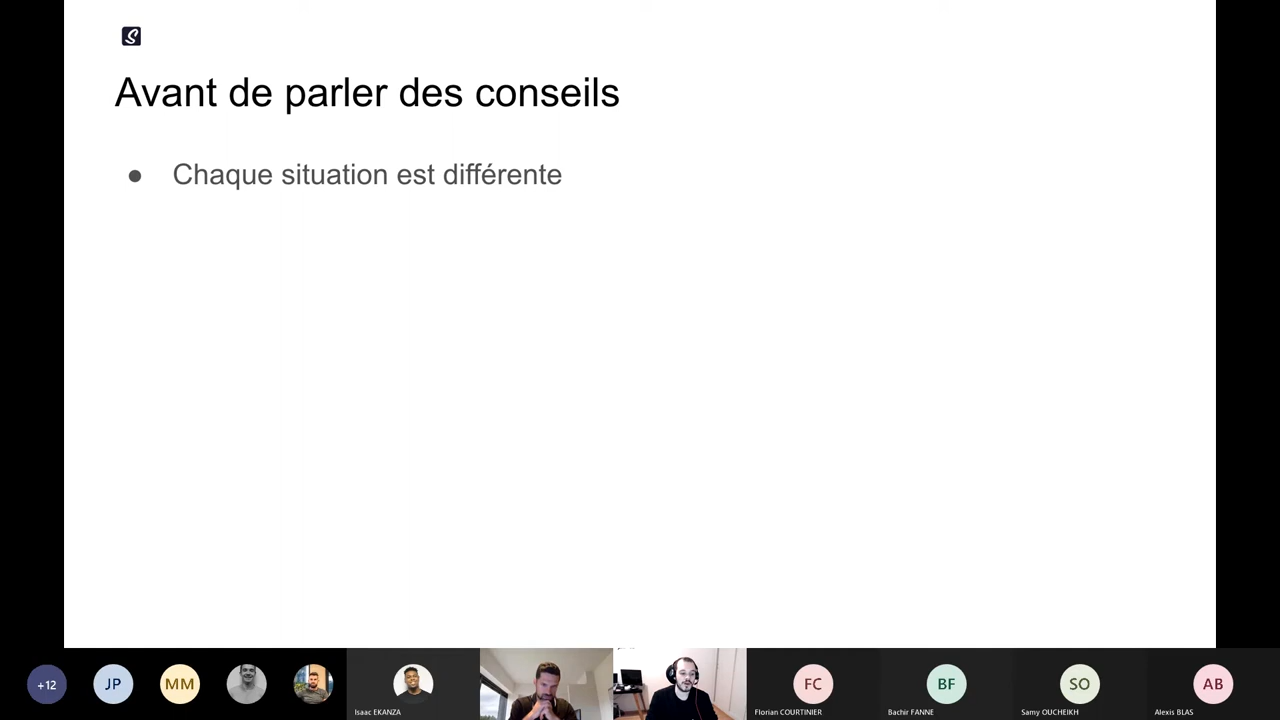 S
Avant de parler des conseils
● Chaque situation est différente
+12
JP
MM
Isaac EKANZA
FC
Florian COURTINIER
BF
Bachir FANNE
SO
Samy OUCHEIKH
AB
Alexis BLAS